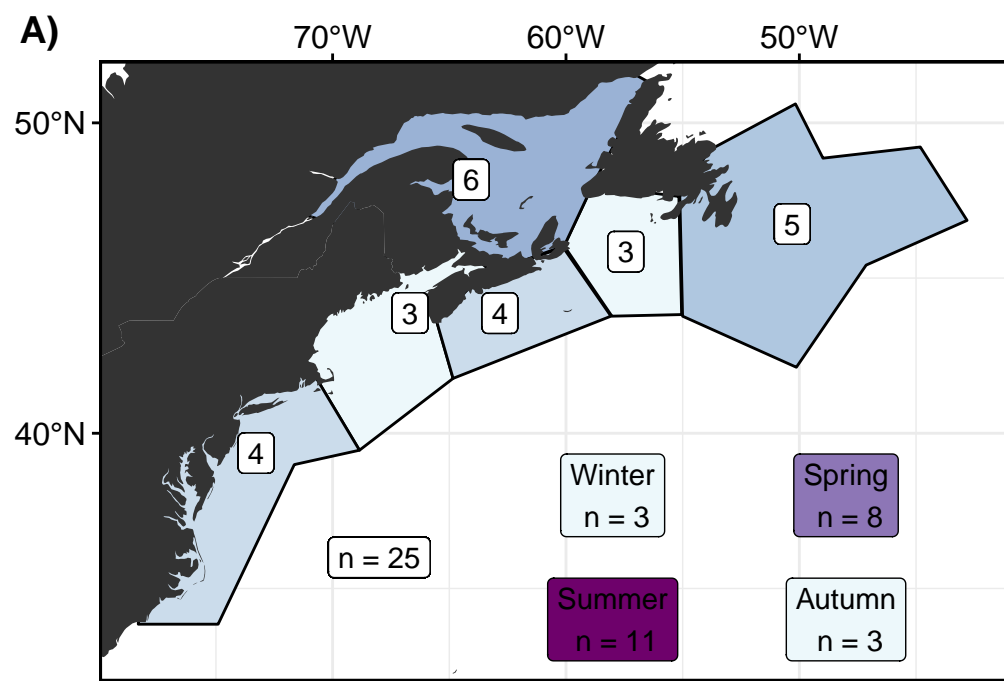 A)
70°W 60°W 50°W
50°N
40°N
6
5
3
3
4
4
n = 25
Winter
n = 3
Spring
n = 8
Summer
n = 11
Autumn
n = 3